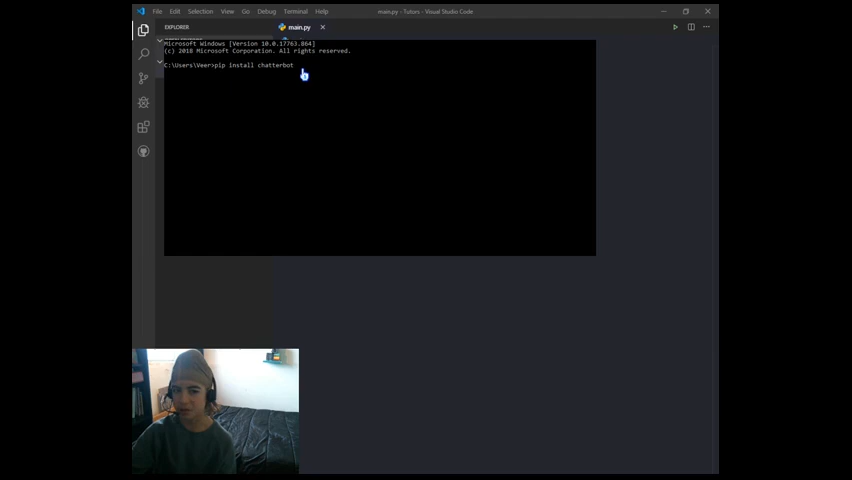 File Edit Selection View Go Debug Terminal Help main.py - Tutors - Visual Studio Code
EXPLORER
main.py
Microsoft Windows [Version 10.0.17763.864]
(c) 2018 Microsoft Corporation. All rights reserved.
C:\Users\Veer>pip install chatterbot